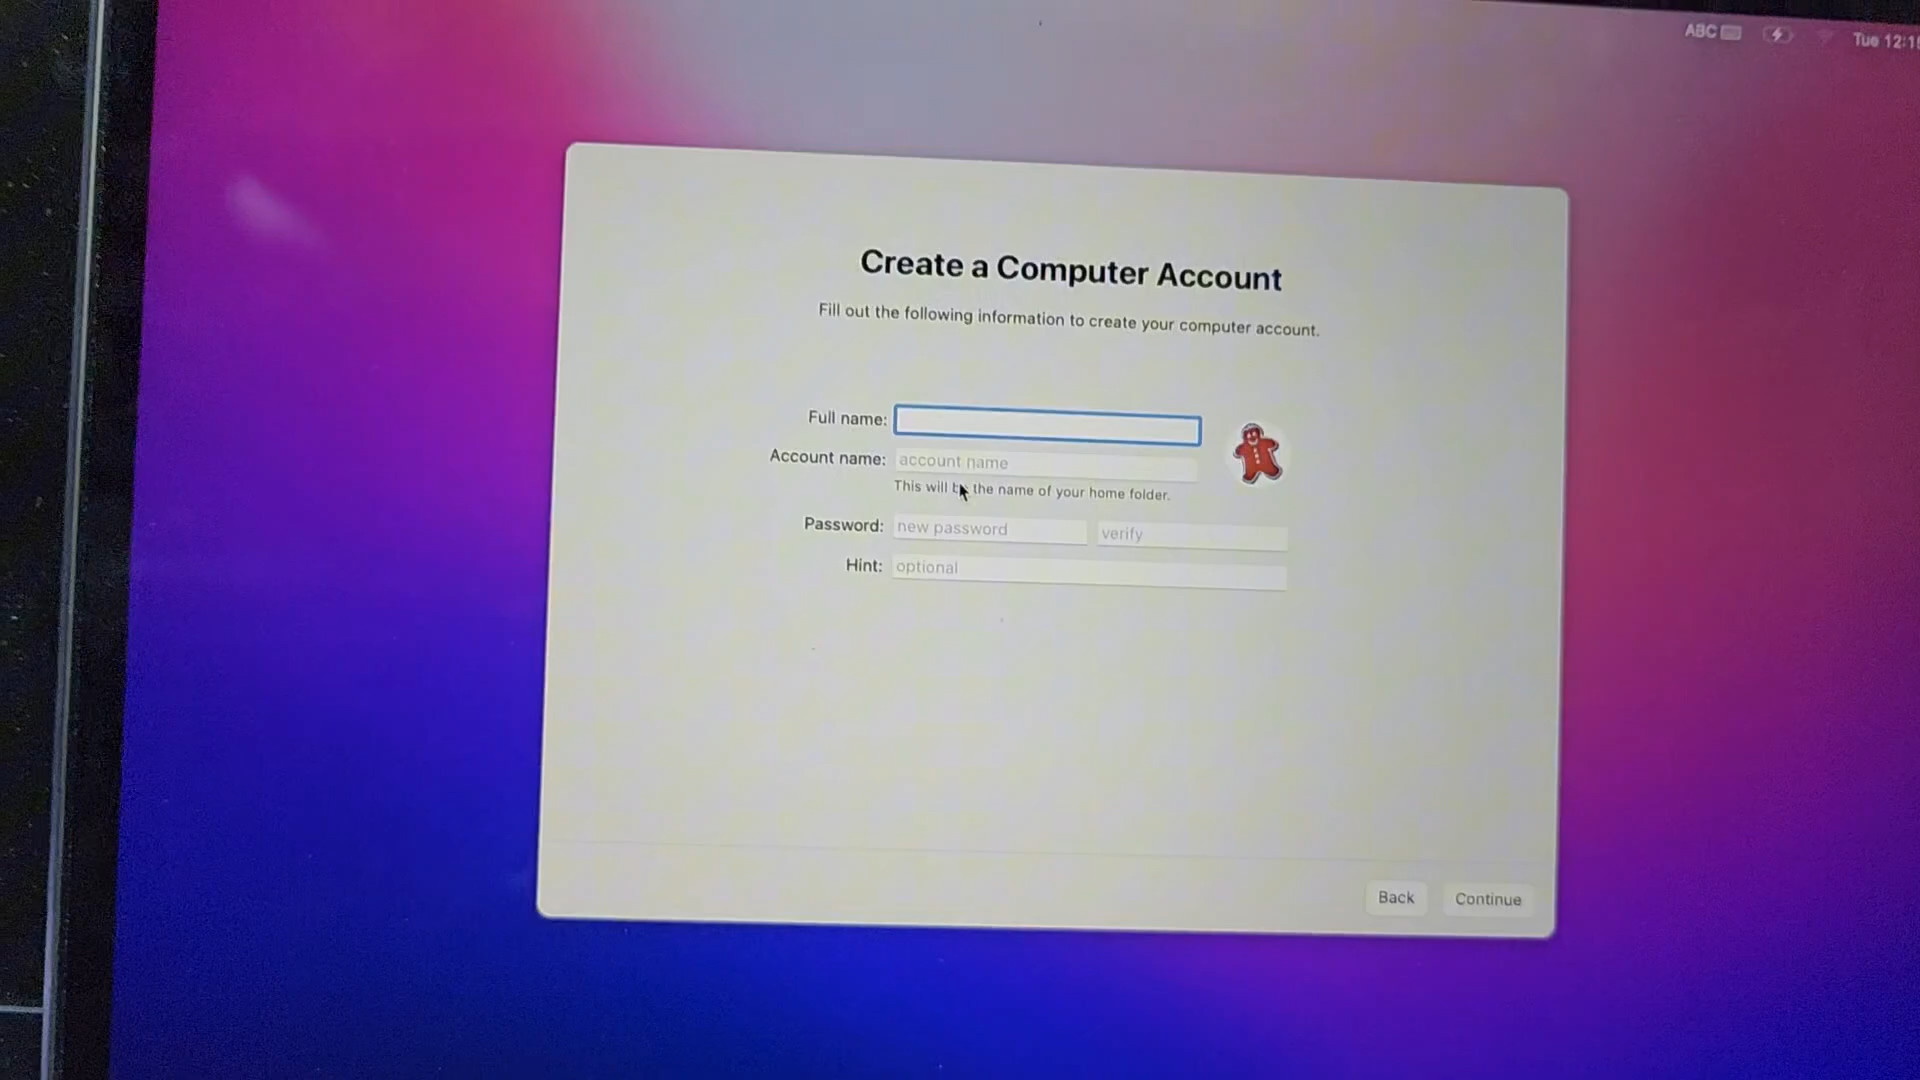 ABC
Tue 12:1
Create a Computer Account
Fill out the following information to create your computer account.
Full name:
Account name: account name
This will be the name of your home folder.
Password: new password verify
Hint: optional
Back Continue